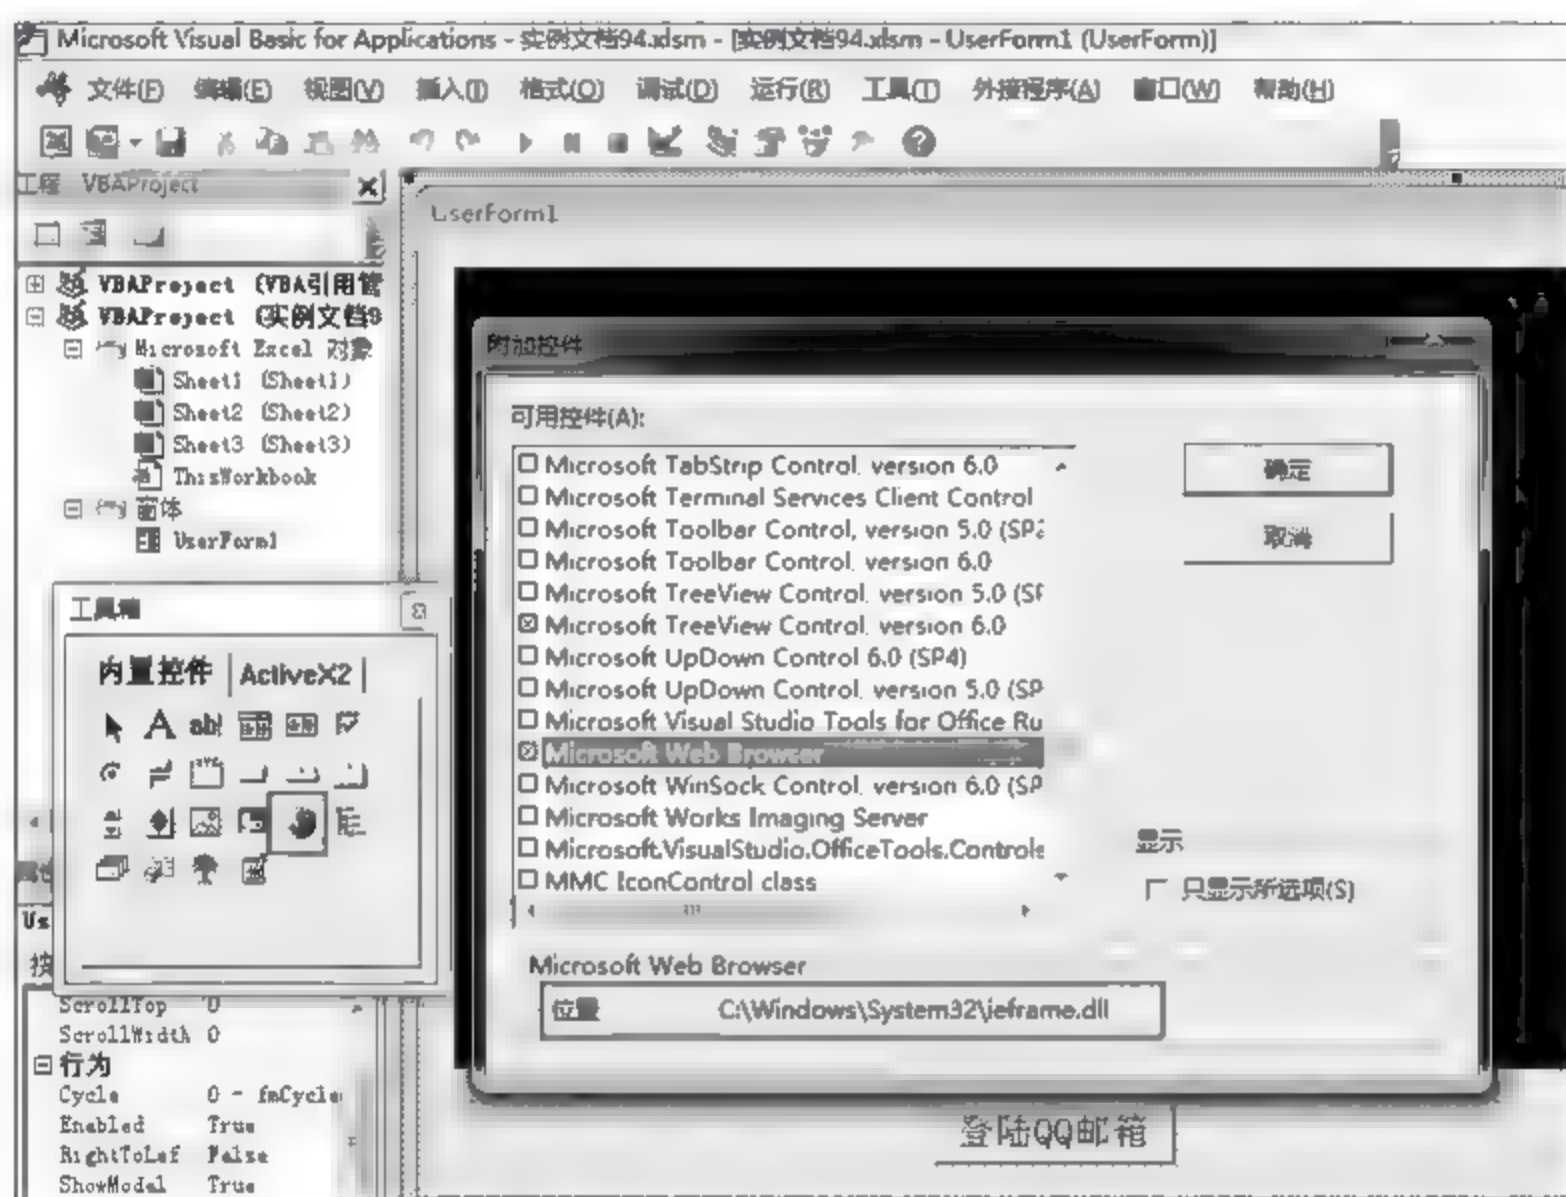 Microsoft Visual Basic for Applications - 实例文档94.xlsm - [实例文档94.xlsm - UserForm1 (UserForm)]
文件(F) 编辑(E) 视图(V) 插入(I) 格式(O) 调试(D) 运行(R) 工具(T) 外接程序(A) 窗口(W) 帮助(H)
工程 VBAProject
VBAProject (VBA引用管
VBAProject (实例文档9
Microsoft Excel 对象
Sheet1 (Sheet1)
Sheet2 (Sheet2)
Sheet3 (Sheet3)
ThisWorkbook
窗体
UserForm1
工具箱
内置控件 ActiveX2
Us
按
ScrollTop 0
ScrollWidth 0
行为
Cycle 0 - fmCycle
Enabled True
RightToLef False
ShowModal True
UserForm1
附加控件
可用控件(A):
Microsoft TabStrip Control, version 6.0
Microsoft Terminal Services Client Control
Microsoft Toolbar Control, version 5.0 (SP2
Microsoft Toolbar Control, version 6.0
Microsoft TreeView Control, version 5.0 (SF
Microsoft TreeView Control, version 6.0
Microsoft UpDown Control 6.0 (SP4)
Microsoft UpDown Control, version 5.0 (SP
Microsoft Visual Studio Tools for Office Ru
Microsoft Web Browser
Microsoft WinSock Control, version 6.0 (SP
Microsoft Works Imaging Server
Microsoft.VisualStudio.OfficeTools.Controls
MMC IconControl class
确定
取消
显示
只显示所选项(S)
Microsoft Web Browser
位置 C:\Windows\System32\ieframe.dll
登陆QQ邮箱